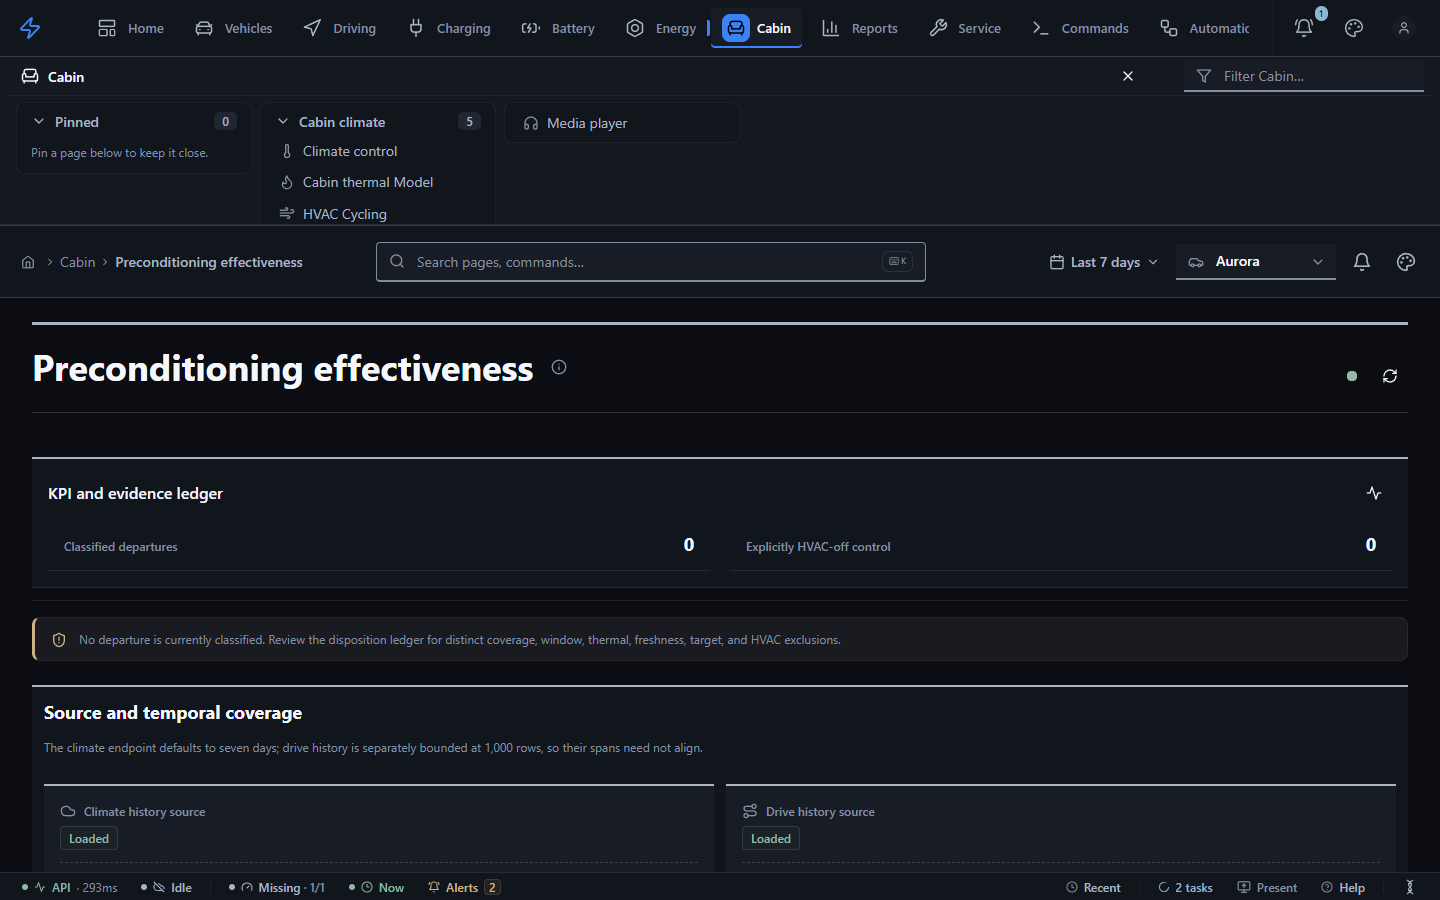 Home
Vehicles
Driving
Charging
Battery
Energy
Cabin
Reports
Service
Commands
Automatic
1
Cabin
Filter Cabin...
Pinned
0
Pin a page below to keep it close.
Cabin climate
5
Climate control
Cabin thermal Model
HVAC Cycling
Media player
Cabin
Preconditioning effectiveness
Search pages, commands...
K
Last 7 days
Aurora
Preconditioning effectiveness
KPI and evidence ledger
Classified departures
0
Explicitly HVAC-off control
0
No departure is currently classified. Review the disposition ledger for distinct coverage, window, thermal, freshness, target, and HVAC exclusions.
Source and temporal coverage
The climate endpoint defaults to seven days; drive history is separately bounded at 1,000 rows, so their spans need not align.
Climate history source
Loaded
Drive history source
Loaded
API · 293ms
Idle
Missing · 1/1
Now
Alerts 2
Recent
2 tasks
Present
Help